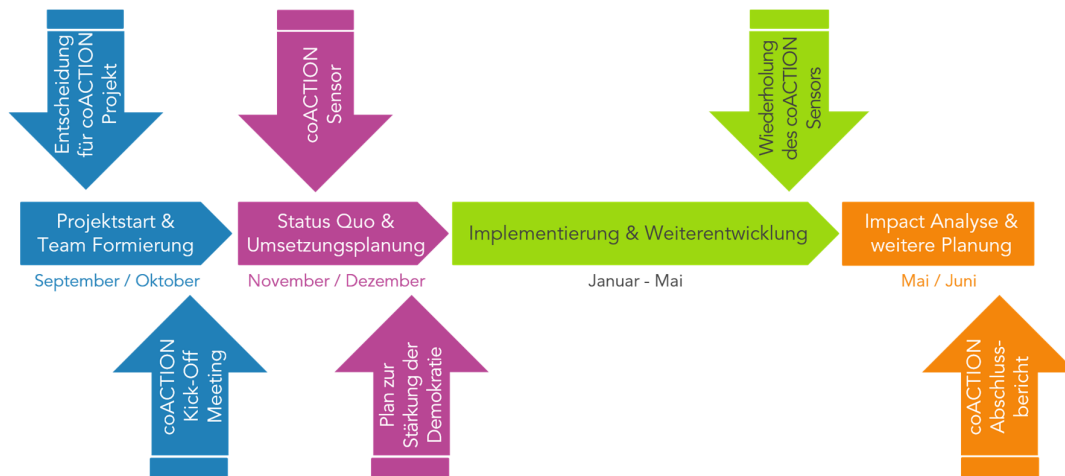 Entscheidung
für coACTION
Projekt
coACTION
Sensor
Wiederholung
des coACTION
Sensors
Projektstart &
Team Formierung
Status Quo &
Umsetzungsplanung
Implementierung & Weiterentwicklung
Impact Analyse &
weitere Planung
September / Oktober
November / Dezember
Januar - Mai
Mai / Juni
coACTION
Kick-Off
Meeting
Plan zur
Stärkung der
Demokratie
coACTION
Abschluss-
bericht